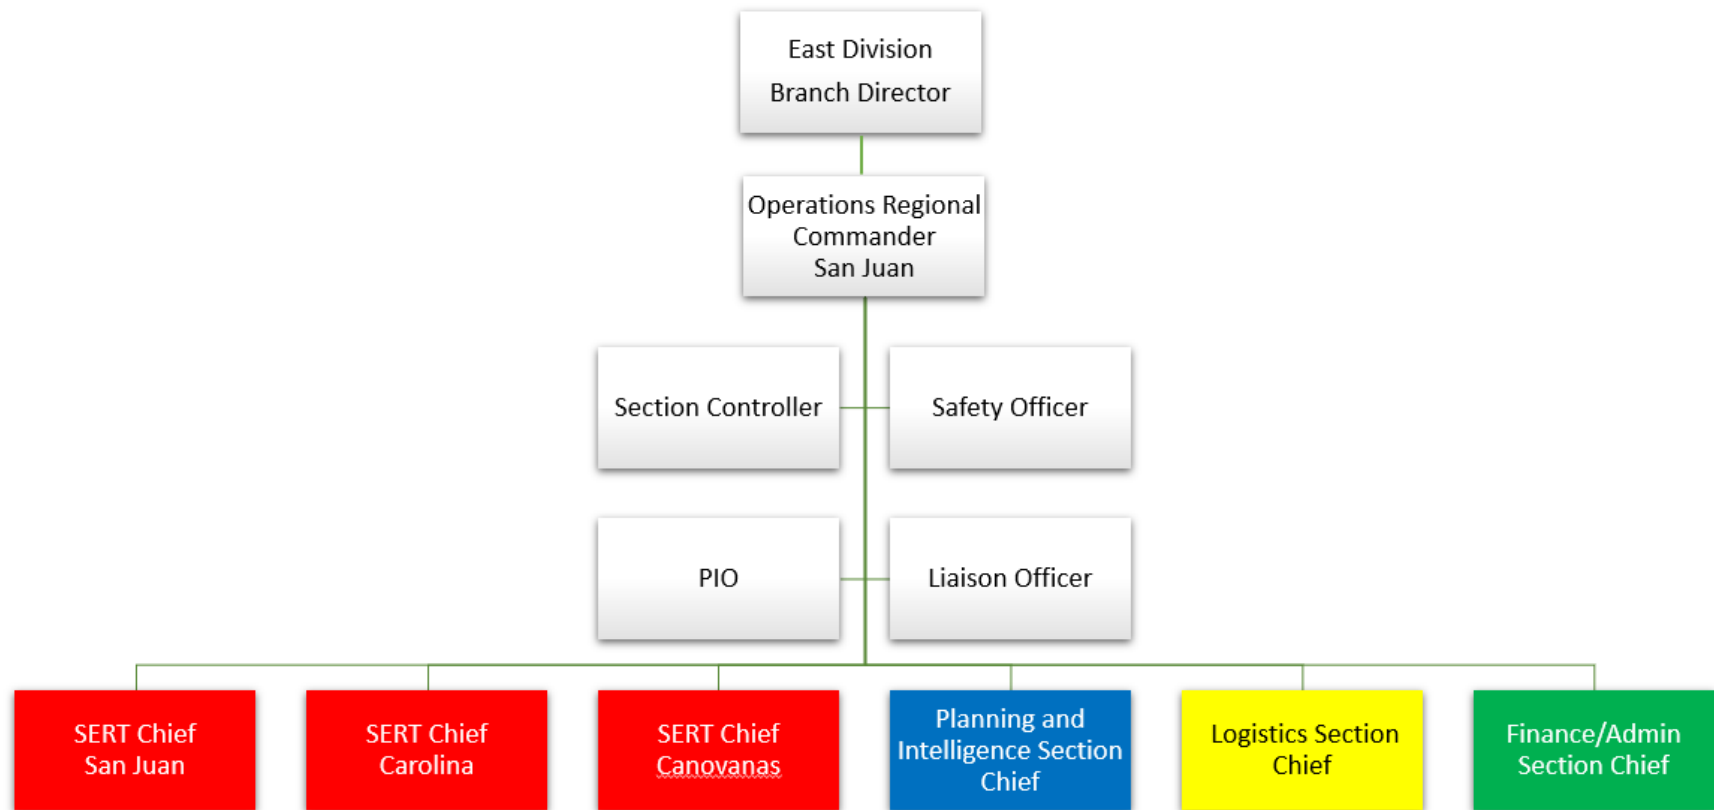 East Division
Branch Director
Operations Regional
Commander
San Juan
Section Controller
Safety Officer
PIO
Liaison Officer
SERT Chief
San Juan
SERT Chief
Carolina
SERT Chief
Canovanas
Planning and
Intelligence Section
Chief
Logistics Section
Chief
Finance/Admin
Section Chief